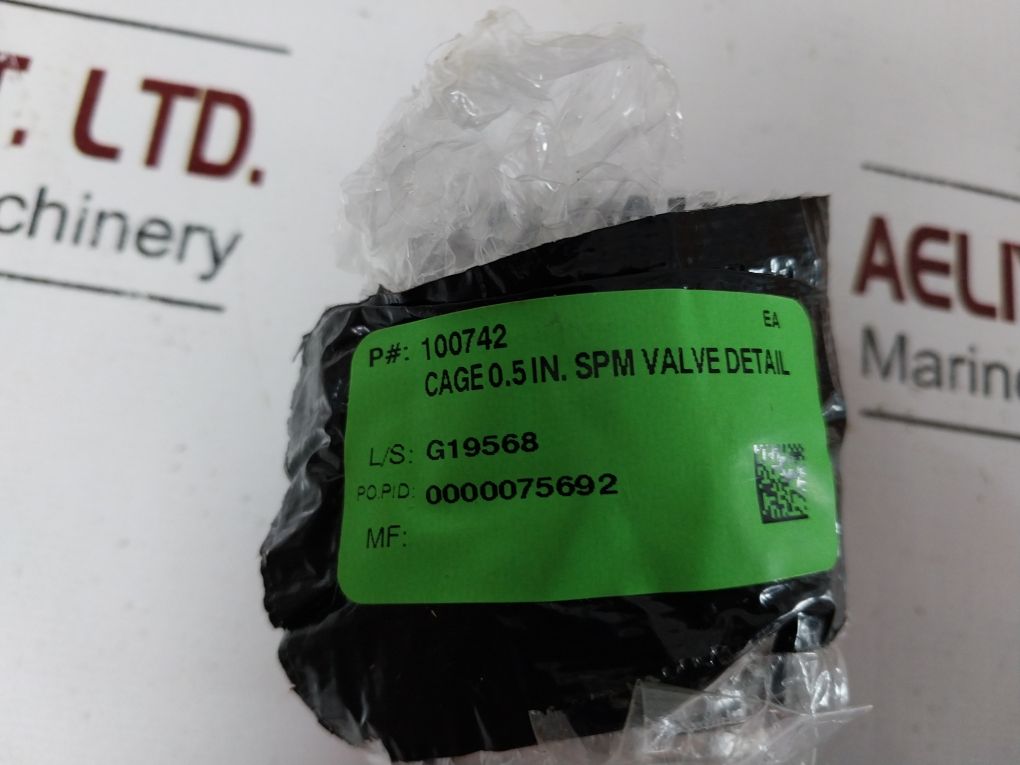 T. LTD.
chinery
AELI
Marine
P#: 100742
EA
CAGE 0.5 IN. SPM VALVE DETAIL
L/S: G19568
PO.PID: 0000075692
MF: